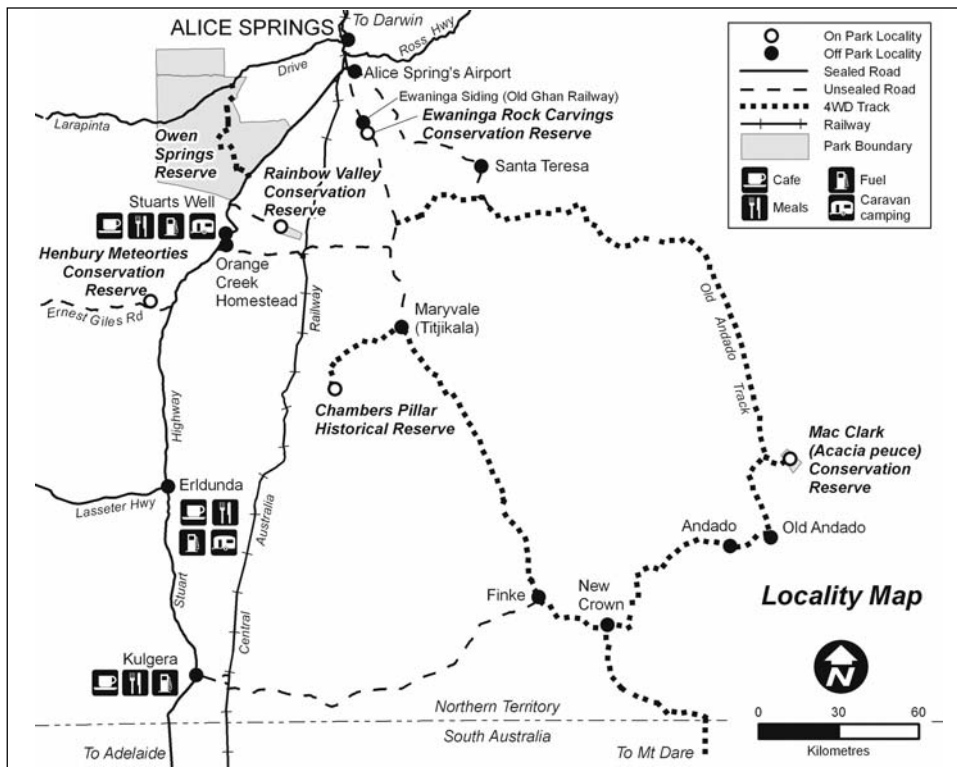 To Darwin
ALICE SPRINGS
Ross Hwy
Drive
Alice Spring's Airport
Larapinta
Ewaninga Siding (Old Ghan Railway)
Ewaninga Rock Carvings
Conservation Reserve
Owen
Springs
Reserve
Santa Teresa
Rainbow Valley
Conservation
Reserve
Stuarts Well
Henbury Meteorties
Conservation
Reserve
Orange
Creek
Homestead
Ernest Giles Rd
Railway
Maryvale
(Titjikala)
Old Andado Track
Chambers Pillar
Historical Reserve
Highway
Mac Clark
(Acacia peuce)
Conservation
Reserve
Erldunda
Lasseter Hwy
Australia
Andado
Old Andado
Stuart
Central
Finke
New
Crown
Kulgera
Northern Territory
South Australia
To Adelaide
To Mt Dare
On Park Locality
Off Park Locality
Sealed Road
Unsealed Road
4WD Track
Railway
Park Boundary
Cafe
Fuel
Meals
Caravan
camping
Locality Map
N
0 30 60
Kilometres